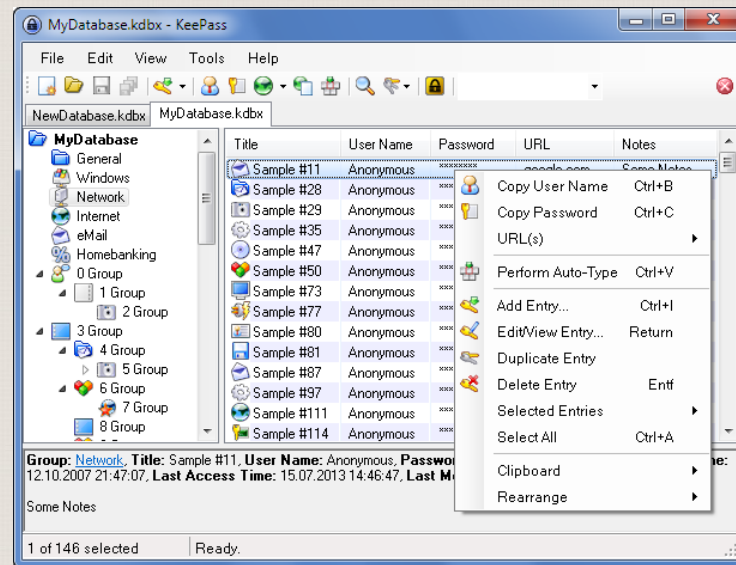 MyDatabase.kdbx - KeePass
File Edit View Tools Help
NewDatabase.kdbx MyDatabase.kdbx
MyDatabase
General
Windows
Network
Internet
eMail
Homebanking
0 Group
1 Group
2 Group
3 Group
4 Group
5 Group
6 Group
7 Group
8 Group
Title User Name Password URL Notes
Sample #11 Anonymous ******** google.com Some Notes
Sample #28 Anonymous ***
Sample #29 Anonymous ***
Sample #35 Anonymous ***
Sample #47 Anonymous ***
Sample #50 Anonymous ***
Sample #73 Anonymous ***
Sample #77 Anonymous ***
Sample #80 Anonymous ***
Sample #81 Anonymous ***
Sample #87 Anonymous ***
Sample #97 Anonymous ***
Sample #111 Anonymous ***
Sample #114 Anonymous ***
Copy User Name Ctrl+B
Copy Password Ctrl+C
URL(s)
Perform Auto-Type Ctrl+V
Add Entry... Ctrl+I
Edit/View Entry... Return
Duplicate Entry
Delete Entry Entf
Selected Entries
Select All Ctrl+A
Clipboard
Rearrange
Group: Network, Title: Sample #11, User Name: Anonymous, Passwo
12.10.2007 21:47:07, Last Access Time: 15.07.2013 14:46:47, Last M
Some Notes
1 of 146 selected Ready.